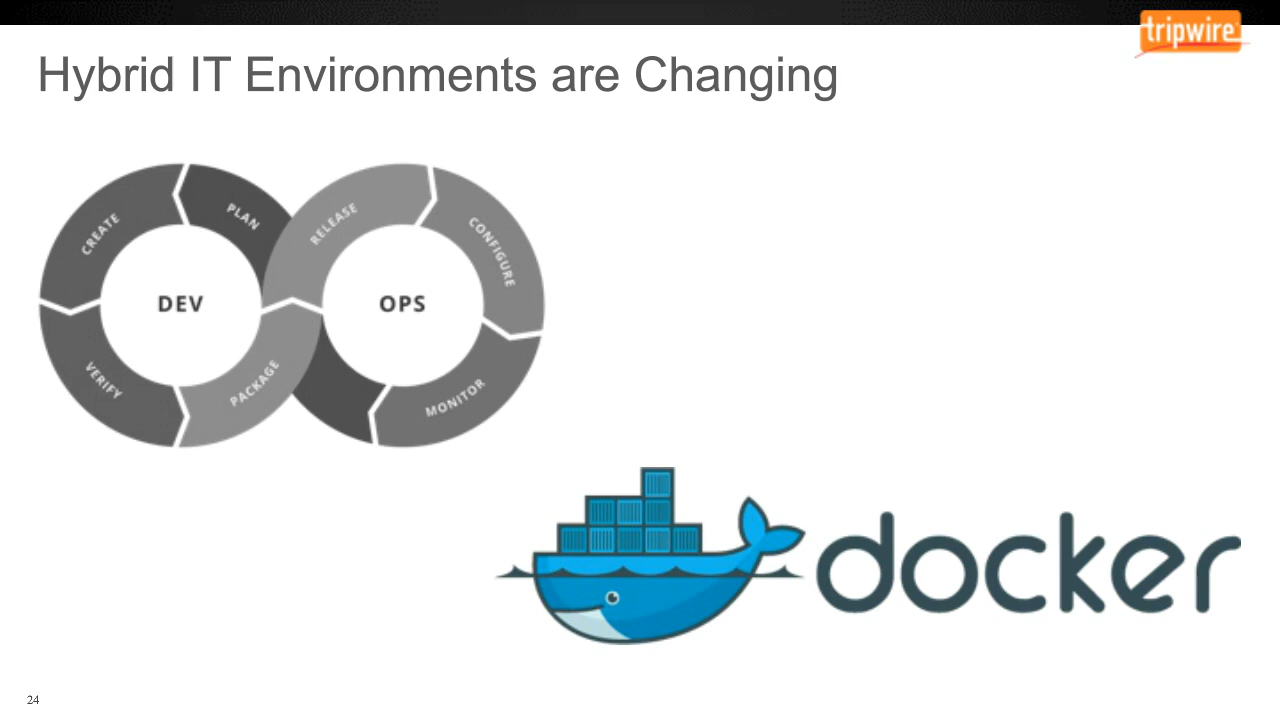 tripwire
Hybrid IT Environments are Changing
CREATE
PLAN
RELEASE
CONFIGURE
DEV
OPS
VERIFY
PACKAGE
MONITOR
docker
24